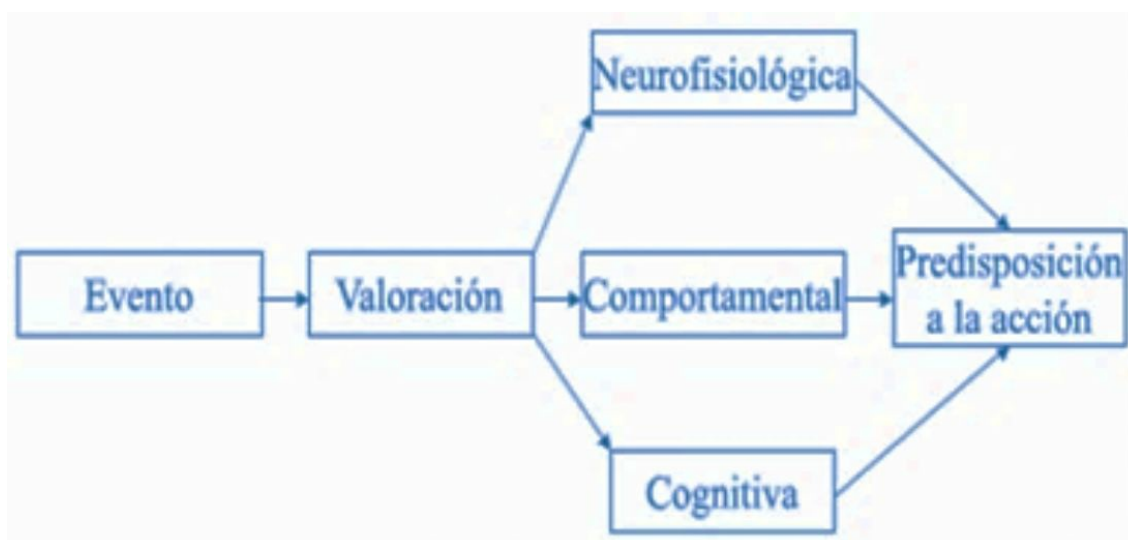 Neurofisiológica
Evento
Valoración
Comportamental
Predisposición
a la acción
Cognitiva